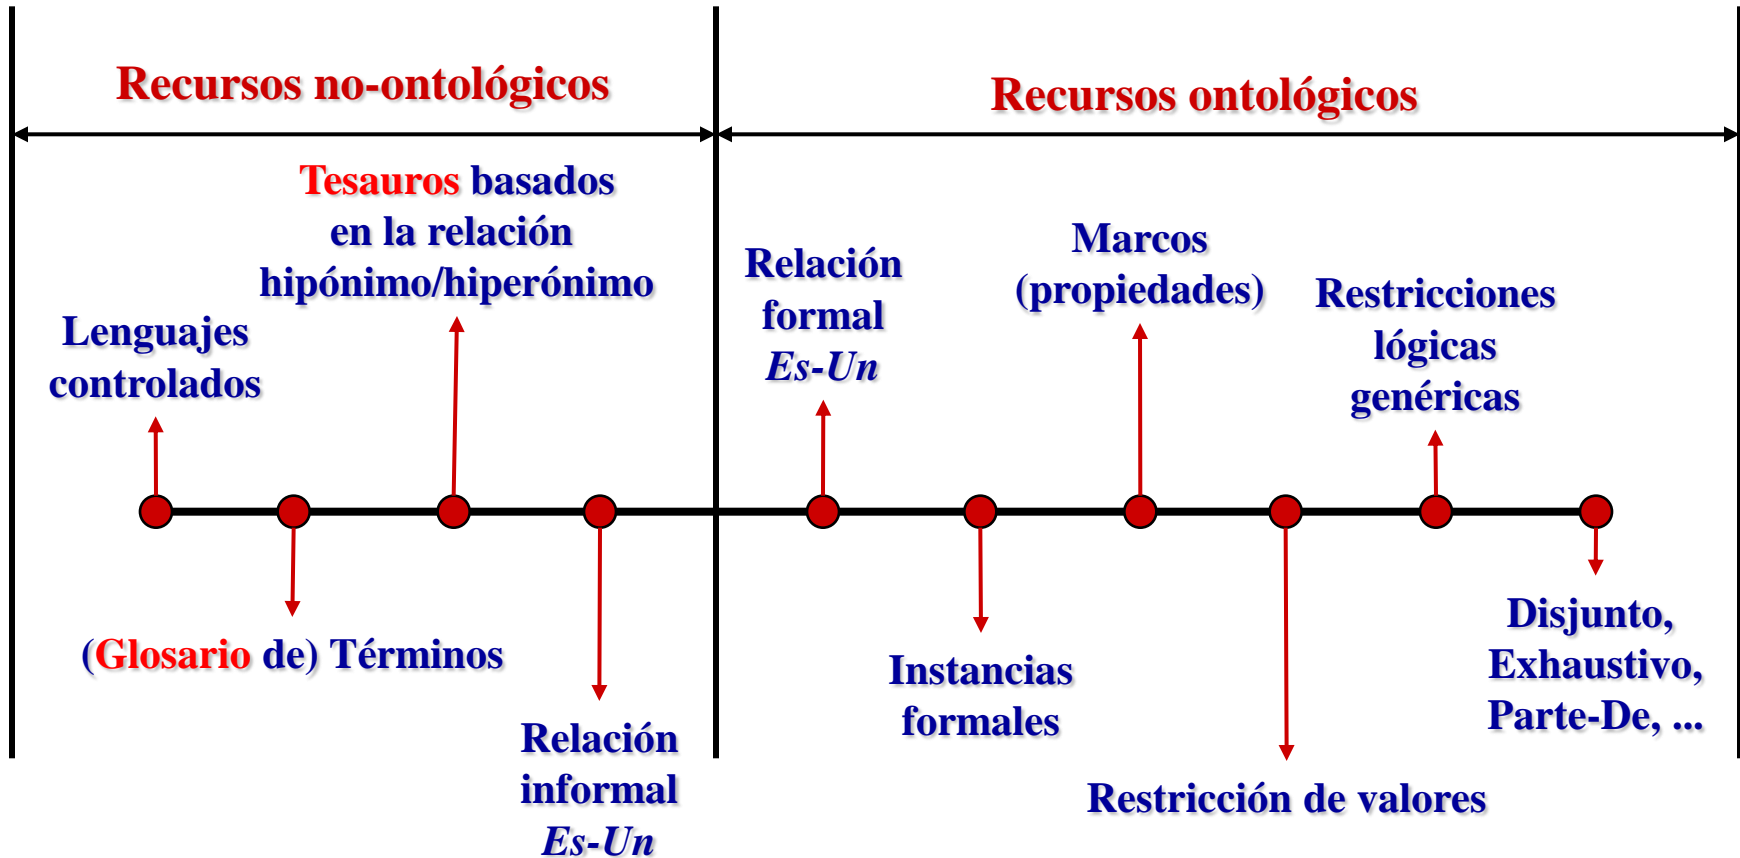 Recursos no-ontológicos
Recursos ontológicos
Lenguajes
controlados
(Glosario de) Términos
Tesauros basados
en la relación
hipónimo/hiperónimo
Relación
informal
Es-Un
Relación
formal
Es-Un
Instancias
formales
Marcos
(propiedades)
Restricción de valores
Restricciones
lógicas
genéricas
Disjunto,
Exhaustivo,
Parte-De, ...